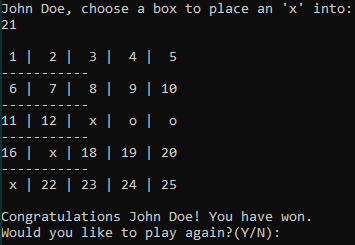 John Doe, choose a box to place an 'x' into:
21
1 | 2 | 3 | 4 | 5
------------
6 | 7 | 8 | 9 | 10
------------
11 | 12 | x | o | o
------------
16 | x | 18 | 19 | 20
------------
x | 22 | 23 | 24 | 25
Congratulations John Doe! You have won.
Would you like to play again?(Y/N):